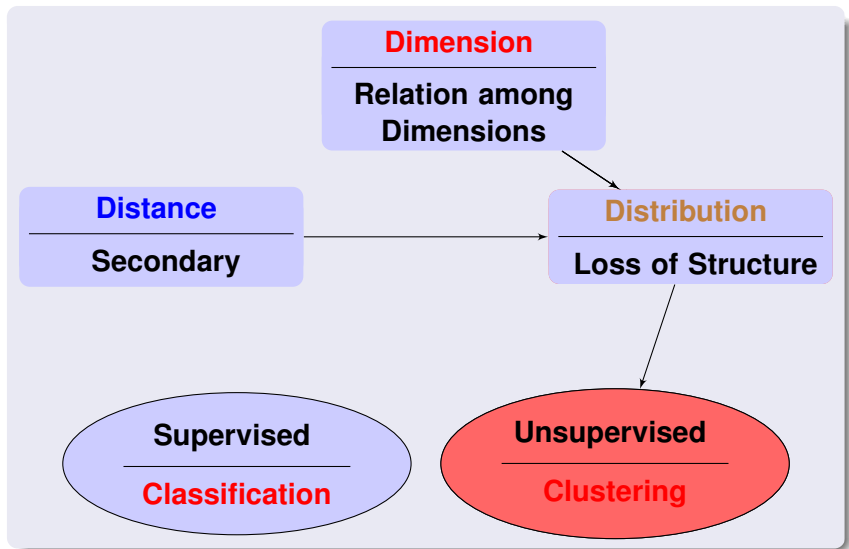 Dimension
Relation among
Dimensions
Distance
Secondary
Distribution
Loss of Structure
Supervised
Classification
Unsupervised
Clustering